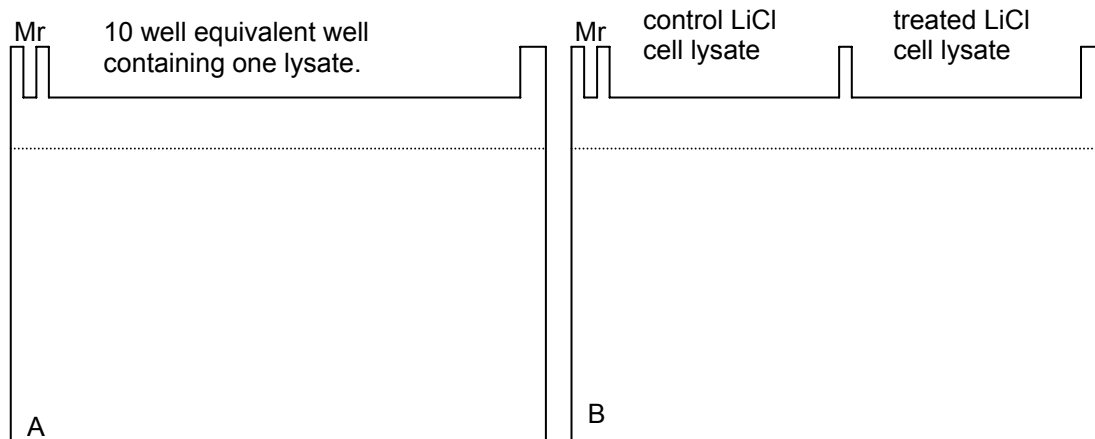 Mr
10 well equivalent well
containing one lysate.
A
Mr
control LiCl
cell lysate
treated LiCl
cell lysate
B